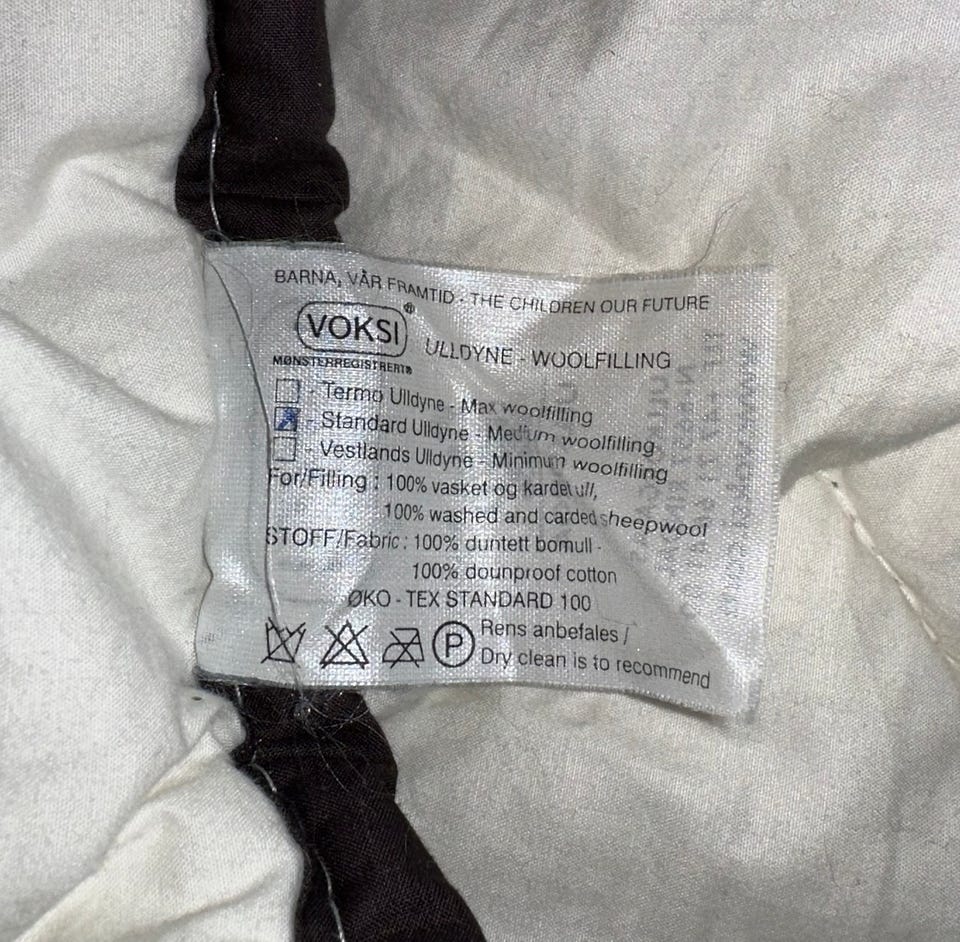 BARNA, VÅR FRAMTID - THE CHILDREN OUR FUTURE
VOKSI® ULLDYNE - WOOLFILLING
MØNSTERREGISTRERT®
- Termo Ulldyne - Max woolfilling
- Standard Ulldyne - Medium woolfilling
- Vestlands Ulldyne - Minimum woolfilling
For/Filling : 100% vasket og kardet ull,
100% washed and carded sheepwool
STOFF/Fabric : 100% duntett bomull -
100% dounproof cotton
ØKO - TEX STANDARD 100
P Rens anbefales /
Dry clean is to recommend